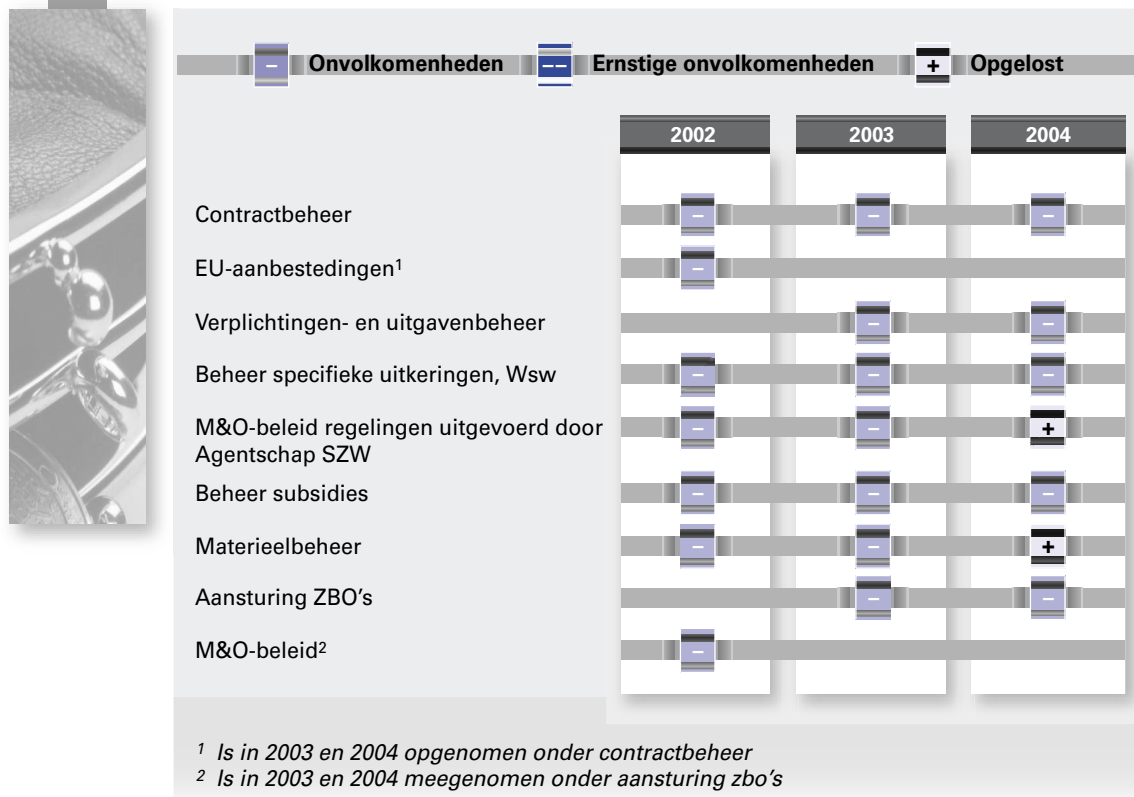 – Onvolkomenheden –– Ernstige onvolkomenheden + Opgelost
2002 2003 2004
Contractbeheer – – –
EU-aanbestedingen1 –
Verplichtingen- en uitgavenbeheer – –
Beheer specifieke uitkeringen, Wsw – – –
M&O-beleid regelingen uitgevoerd door – – +
Agentschap SZW
Beheer subsidies – – –
Materieelbeheer – – +
Aansturing ZBO's – –
M&O-beleid2 –
1 Is in 2003 en 2004 opgenomen onder contractbeheer
2 Is in 2003 en 2004 meegenomen onder aansturing zbo's